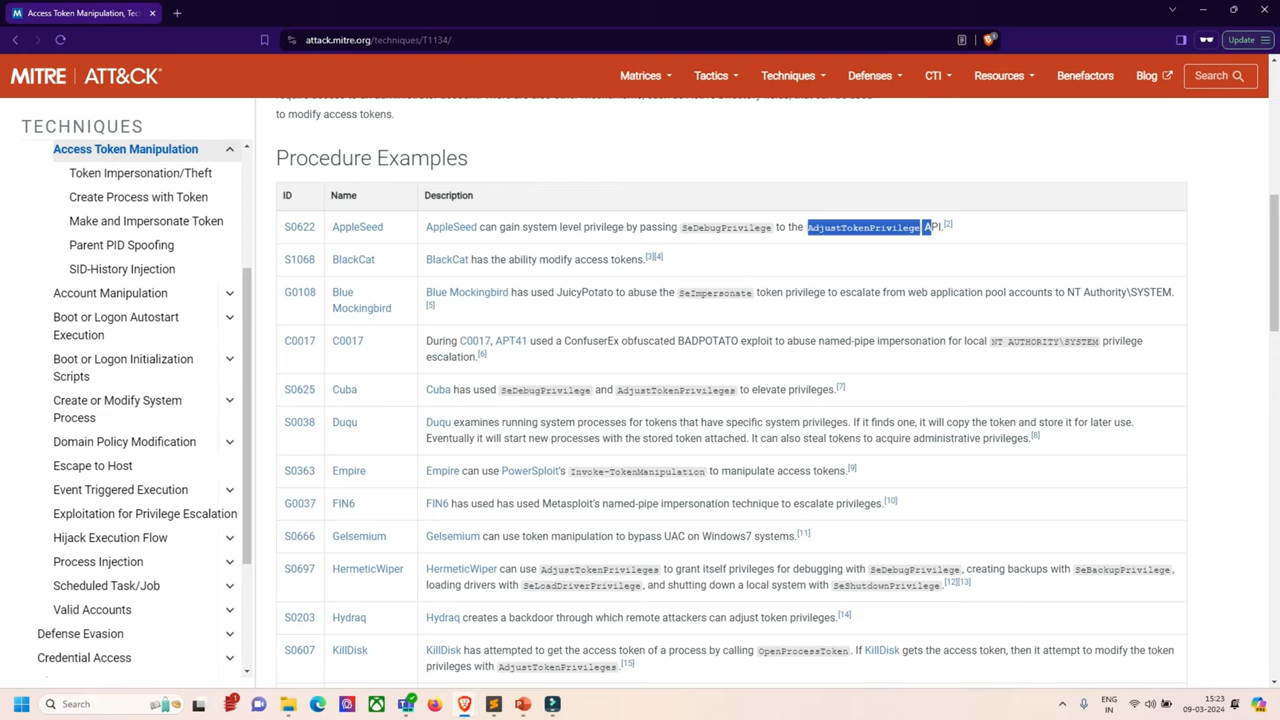 Access Token Manipulation, Tec
attack.mitre.org/techniques/T1134/
Update
MITRE | ATT&CK®
Matrices
Tactics
Techniques
Defenses
CTI
Resources
Benefactors
Blog
Search
to modify access tokens.
TECHNIQUES
Access Token Manipulation
Token Impersonation/Theft
Create Process with Token
Make and Impersonate Token
Parent PID Spoofing
SID-History Injection
Account Manipulation
Boot or Logon Autostart
Execution
Boot or Logon Initialization
Scripts
Create or Modify System
Process
Domain Policy Modification
Escape to Host
Event Triggered Execution
Exploitation for Privilege Escalation
Hijack Execution Flow
Process Injection
Scheduled Task/Job
Valid Accounts
Defense Evasion
Credential Access
Procedure Examples
ID Name Description
S0622 AppleSeed AppleSeed can gain system level privilege by passing SeDebugPrivilege to the AdjustTokenPrivilege API.[2]
S1068 BlackCat BlackCat has the ability modify access tokens.[3][4]
G0108 Blue Mockingbird Blue Mockingbird has used JuicyPotato to abuse the SeImpersonate token privilege to escalate from web application pool accounts to NT Authority\SYSTEM.
[5]
C0017 C0017 During C0017, APT41 used a ConfuserEx obfuscated BADPOTATO exploit to abuse named-pipe impersonation for local NT AUTHORITY\SYSTEM privilege
escalation.[6]
S0625 Cuba Cuba has used SeDebugPrivilege and AdjustTokenPrivileges to elevate privileges.[7]
S0038 Duqu Duqu examines running system processes for tokens that have specific system privileges. If it finds one, it will copy the token and store it for later use.
Eventually it will start new processes with the stored token attached. It can also steal tokens to acquire administrative privileges.[8]
S0363 Empire Empire can use PowerSploit's Invoke-TokenManipulation to manipulate access tokens.[9]
G0037 FIN6 FIN6 has used has used Metasploit's named-pipe impersonation technique to escalate privileges.[10]
S0666 Gelsemium Gelsemium can use token manipulation to bypass UAC on Windows7 systems.[11]
S0697 HermeticWiper HermeticWiper can use AdjustTokenPrivileges to grant itself privileges for debugging with SeDebugPrivilege, creating backups with SeBackupPrivilege,
loading drivers with SeLoadDriverPrivilege, and shutting down a local system with SeShutdownPrivilege.[12][13]
S0203 Hydraq Hydraq creates a backdoor through which remote attackers can adjust token privileges.[14]
S0607 KillDisk KillDisk has attempted to get the access token of a process by calling OpenProcessToken. If KillDisk gets the access token, then it attempt to modify the token
privileges with AdjustTokenPrivileges.[15]
Search
ENG
IN
15:23
09-03-2024